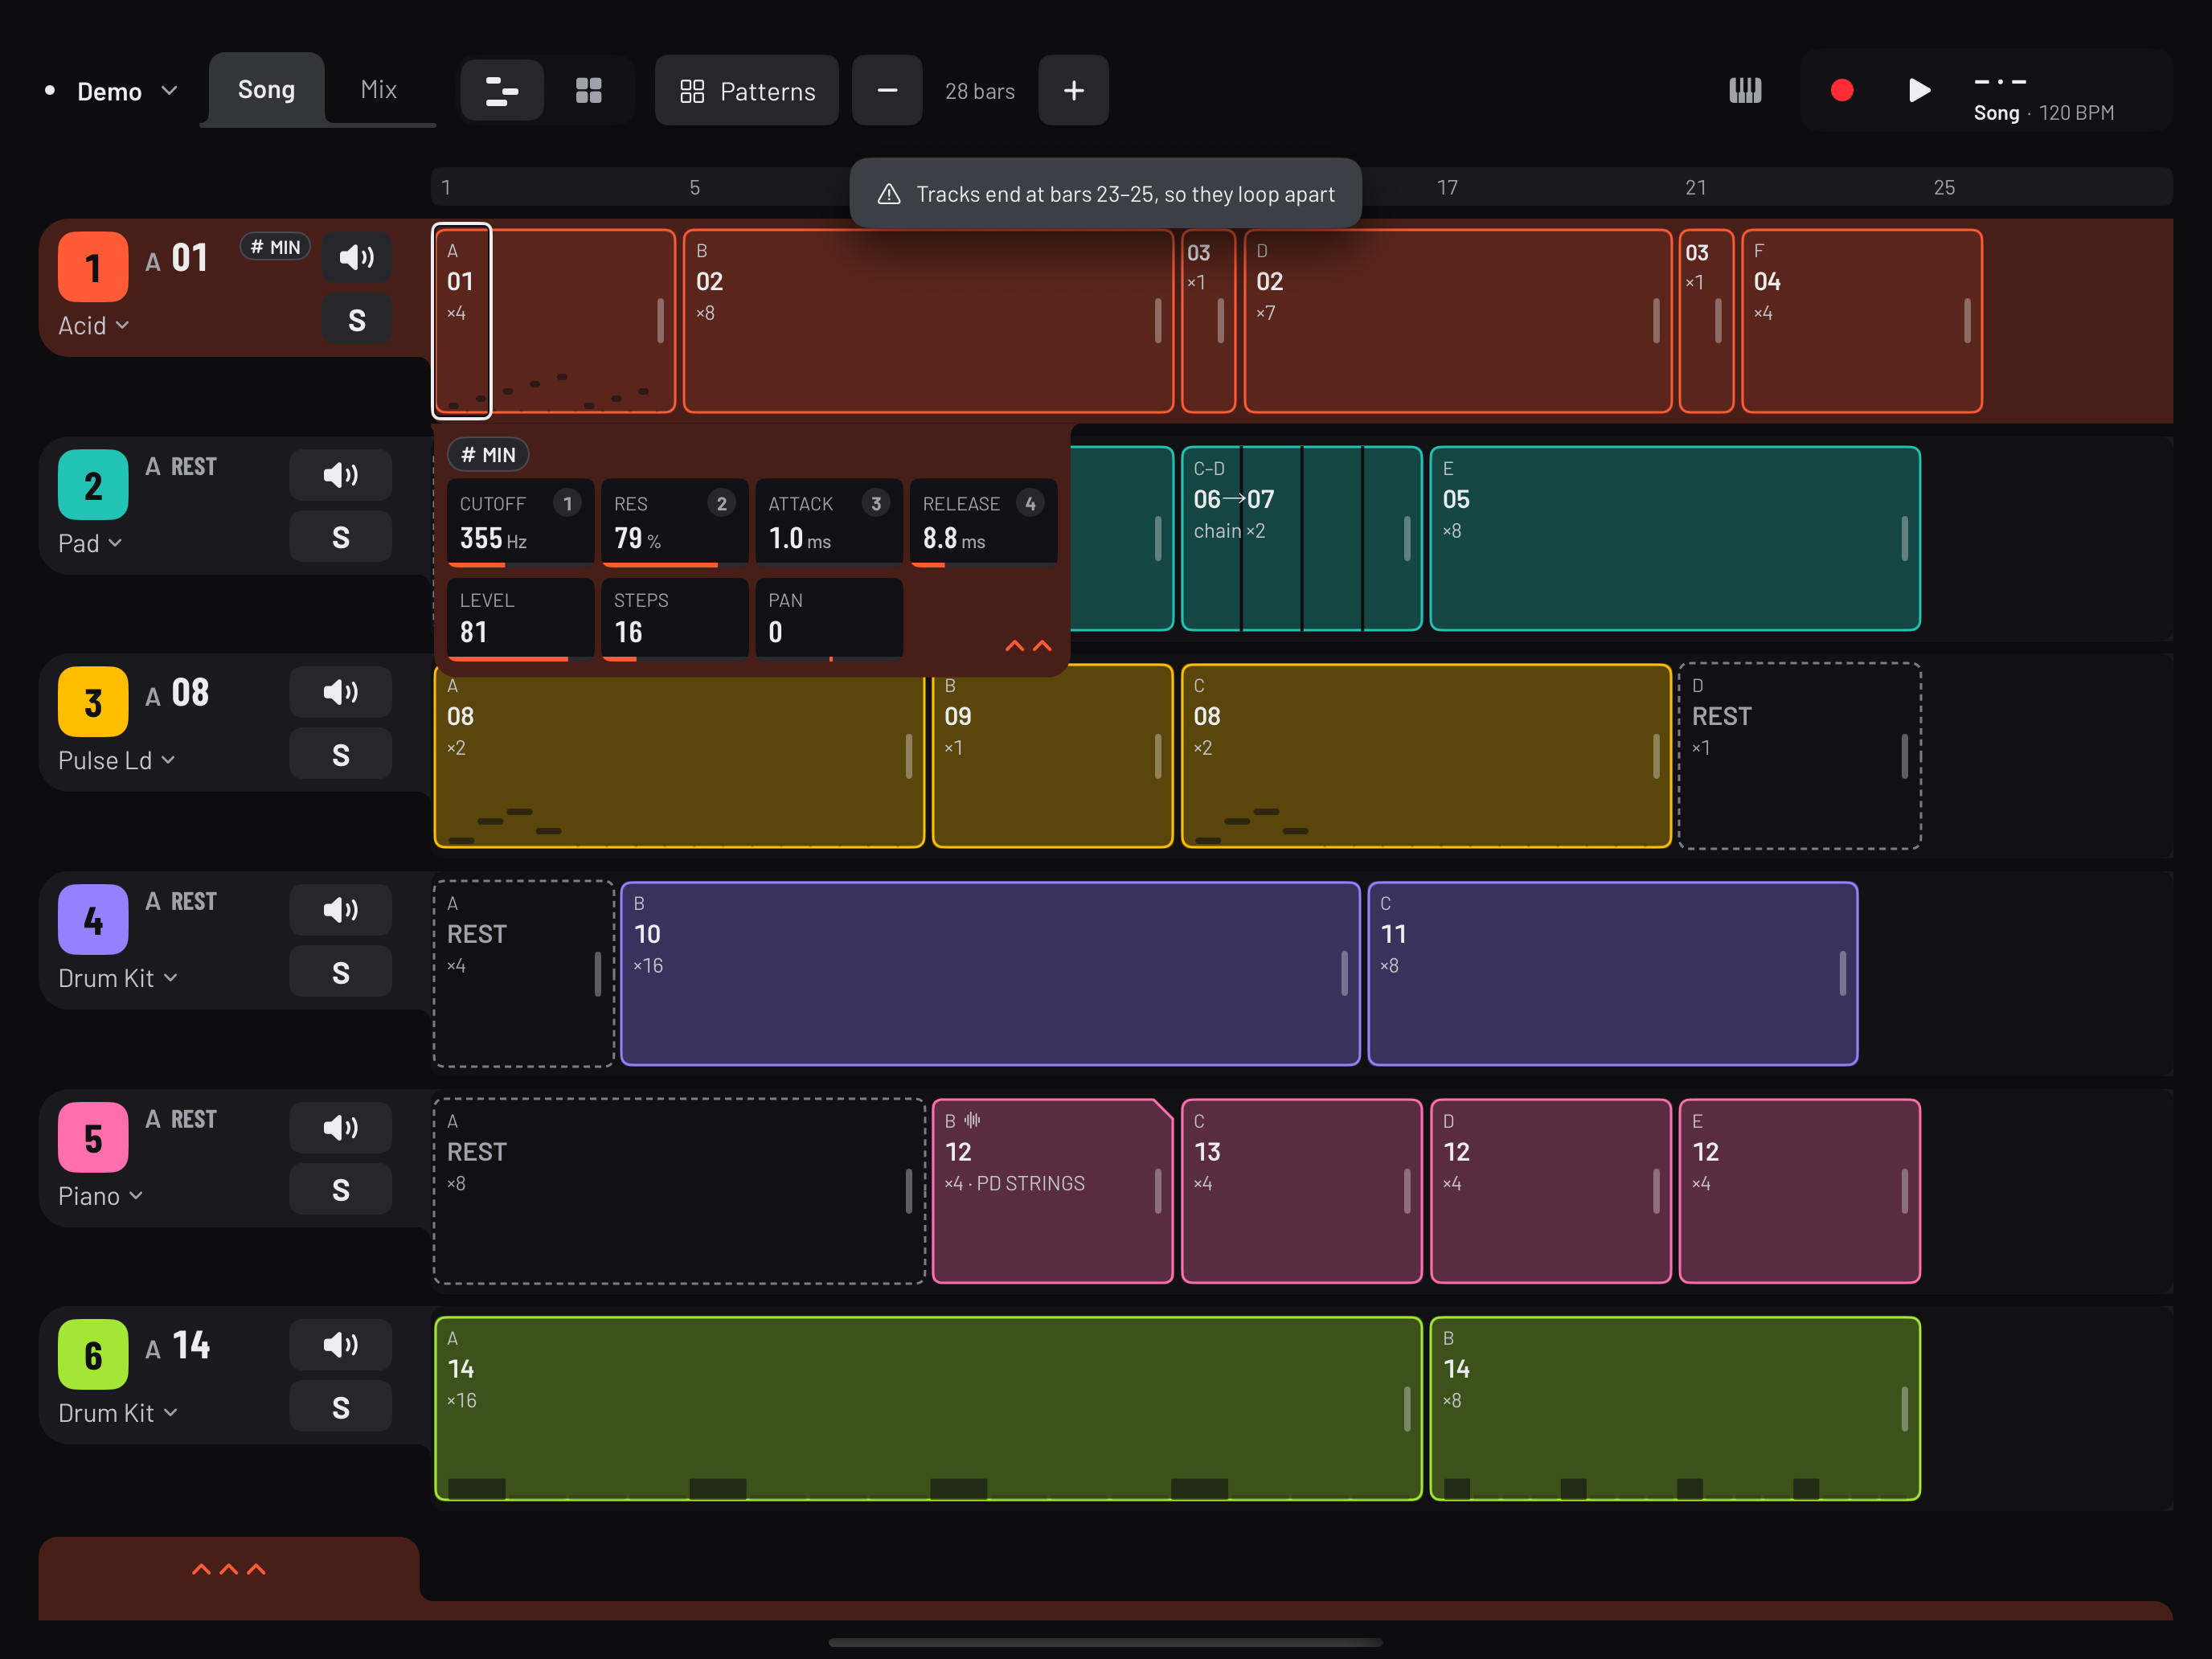 Demo
Song
Mix
Patterns
28 bars
Song · 120 BPM
1 5 17 21 25
Tracks end at bars 23–25, so they loop apart
1
A 01
# MIN
Acid
S
A
01
×4
B
02
×8
03
×1
D
02
×7
03
×1
F
04
×4
2
A REST
Pad
S
# MIN
CUTOFF 1
355 Hz
RES 2
79 %
ATTACK 3
1.0 ms
RELEASE 4
8.8 ms
LEVEL
81
STEPS
16
PAN
0
C–D
06→07
chain ×2
E
05
×8
3
A 08
Pulse Ld
S
A
08
×2
B
09
×1
C
08
×2
D
REST
×1
4
A REST
Drum Kit
S
A
REST
×4
B
10
×16
C
11
×8
5
A REST
Piano
S
A
REST
×8
B
12
×4 · PD STRINGS
C
13
×4
D
12
×4
E
12
×4
6
A 14
Drum Kit
S
A
14
×16
B
14
×8